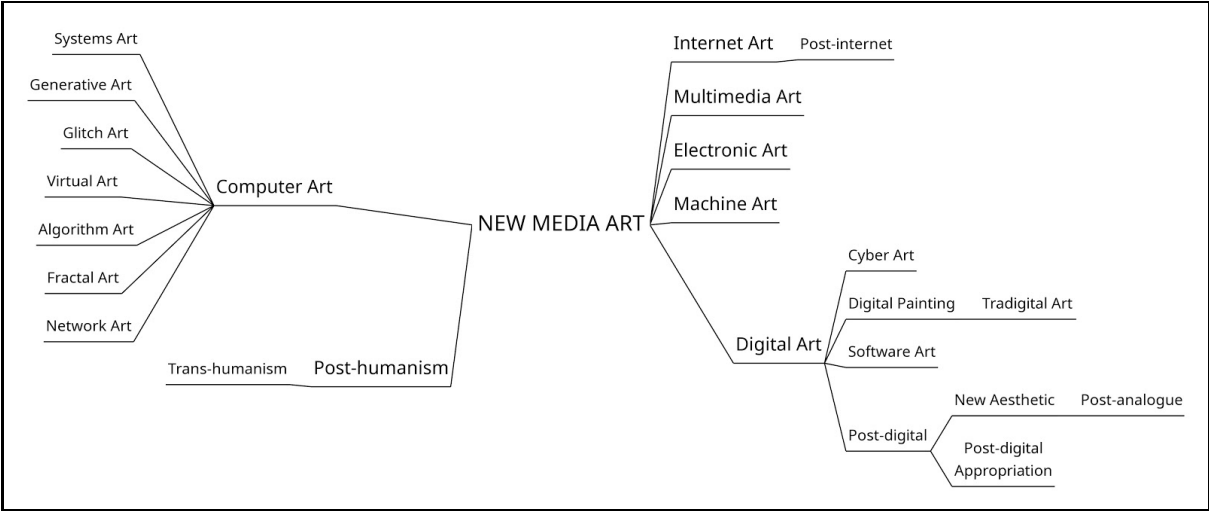 Systems Art
Generative Art
Glitch Art
Virtual Art
Algorithm Art
Fractal Art
Network Art
Computer Art
Trans-humanism
Post-humanism
NEW MEDIA ART
Internet Art
Post-internet
Multimedia Art
Electronic Art
Machine Art
Digital Art
Cyber Art
Digital Painting
Tradigital Art
Software Art
Post-digital
New Aesthetic
Post-analogue
Post-digital
Appropriation